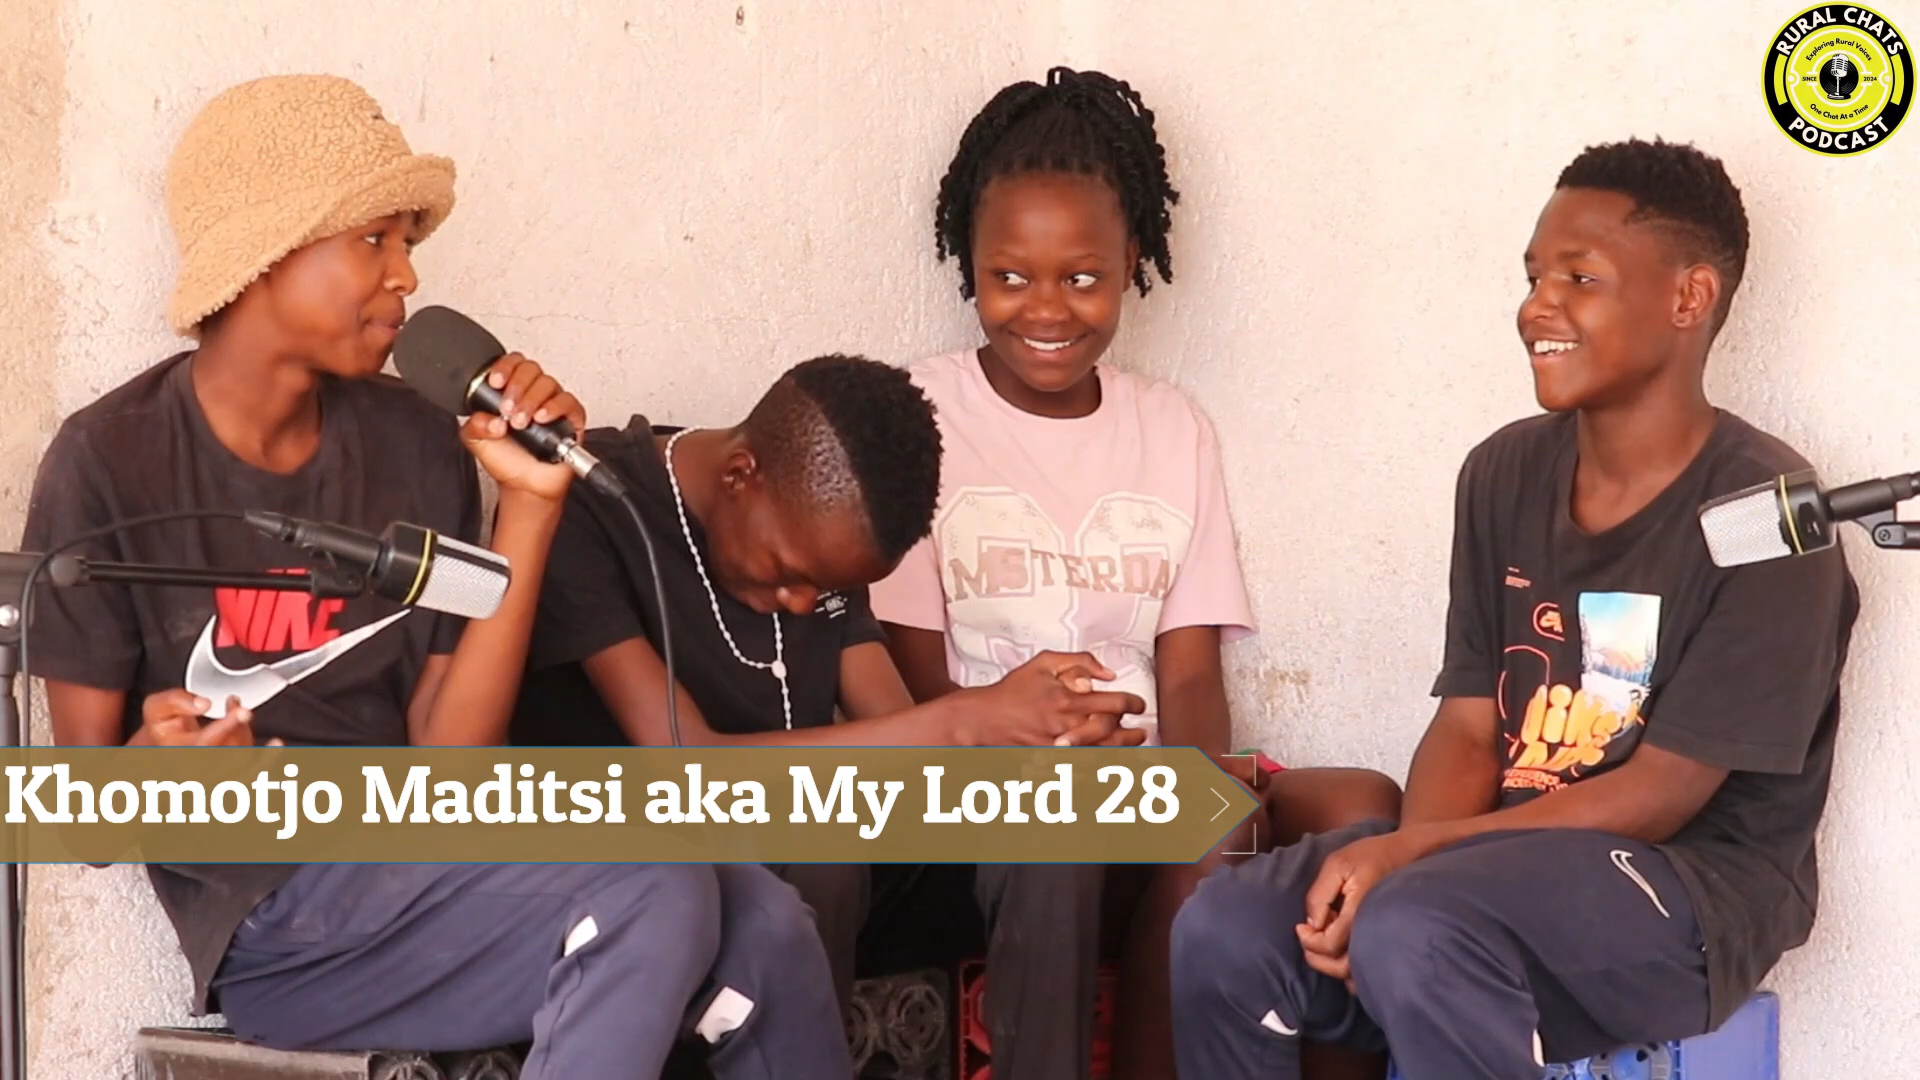 RURAL CHATS
Exploring Rural Voices
SINCE 2024
One Chat At a Time
PODCAST
NIKE
AMSTERDA
Khomotjo Maditsi aka My Lord 28